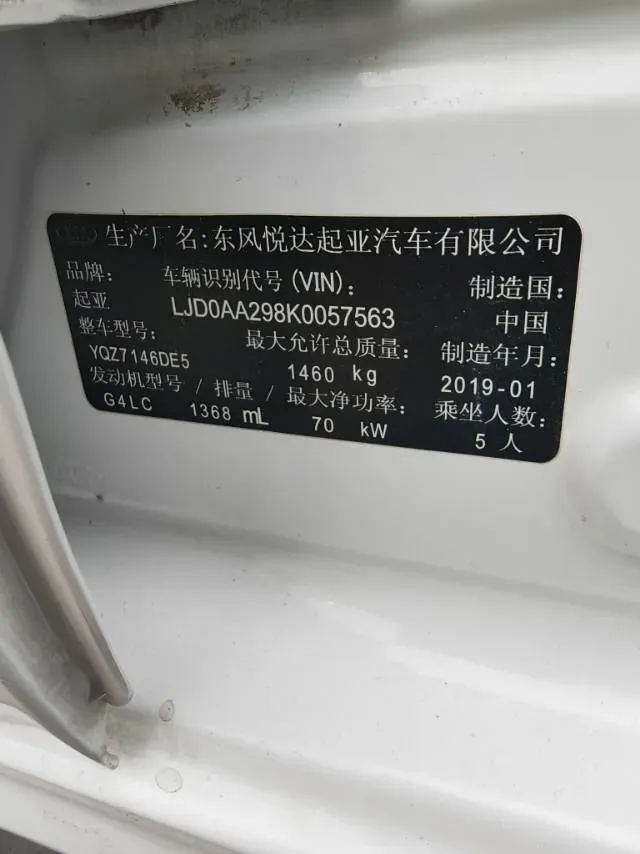 生产厂名:东风悦达起亚汽车有限公司
品牌: 车辆识别代号(VIN): 制造国:
起亚 LJD0AA298K0057563 中国
整车型号: 最大允许总质量: 制造年月:
YQZ7146DE5 1460 kg 2019-01
发动机型号 / 排量 / 最大净功率: 乘坐人数:
G4LC 1368 mL 70 kW 5 人